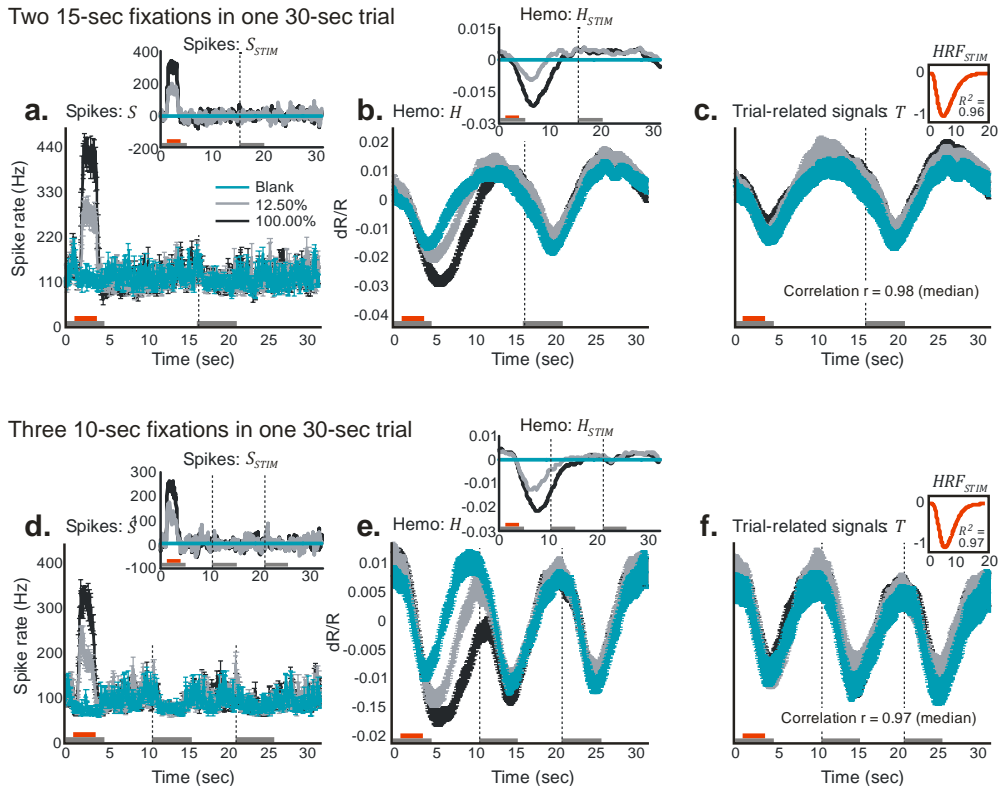 Two 15-sec fixations in one 30-sec trial
Spikes: S_STIM
400
200
0
-200
0 10 20 30
Hemo: H_STIM
0.015
0
-0.015
-0.03
0 10 20 30
HRF_STIM
0
-1
R² =
0.96
0 10 20
a. Spikes: S
Spike rate (Hz)
440
330
220
110
0
Blank
12.50%
100.00%
0 5 10 15 20 25 30
Time (sec)
b. Hemo: H
dR/R
0.02
0.01
0
-0.01
-0.02
-0.03
-0.04
0 5 10 15 20 25 30
Time (sec)
c. Trial-related signals: T
Correlation r = 0.98 (median)
0 5 10 15 20 25 30
Time (sec)
Three 10-sec fixations in one 30-sec trial
Spikes: S_STIM
300
200
100
0
-100
0 10 20 30
Hemo: H_STIM
0.01
0
-0.01
-0.02
-0.03
0 10 20 30
HRF_STIM
0
-1
R² =
0.97
0 10 20
d. Spikes: S
Spike rate (Hz)
400
300
200
100
0
0 5 10 15 20 25 30
Time (sec)
e. Hemo: H
dR/R
0.01
0.005
0
-0.005
-0.01
-0.015
-0.02
0 5 10 15 20 25 30
Time (sec)
f. Trial-related signals: T
Correlation r = 0.97 (median)
0 5 10 15 20 25 30
Time (sec)